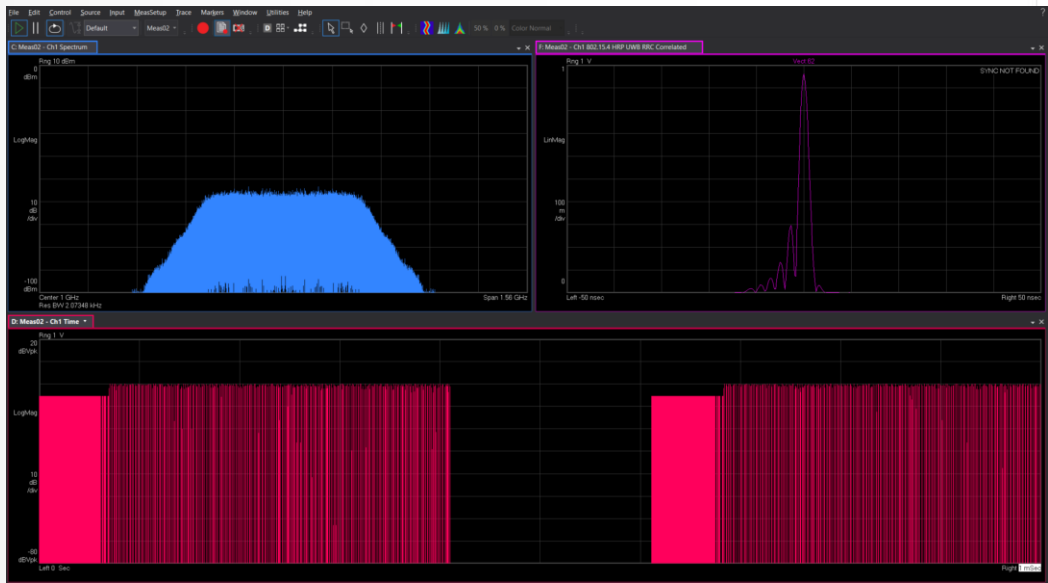 File Edit Control Source Input MeasSetup Trace Markers Window Utilities Help ?
Default Meas02 50 % 0 % Color Normal
C: Meas02 - Ch1 Spectrum
Rng 10 dBm
0
dBm
LogMag
10
dB
/div
-100
dBm
Center 1 GHz Span 1.56 GHz
Res BW 2.07348 kHz
F: Meas02 - Ch1 802.15.4 HRP UWB RRC Correlated
Rng 1 V
SYNC NOT FOUND
1
LinMag
100
m
/div
0
Left -50 nsec Right 50 nsec
D: Meas02 - Ch1 Time
Rng 1 V
20
dBVpk
LogMag
10
dB
/div
-80
dBVpk
Left 0 Sec Right 1 mSec